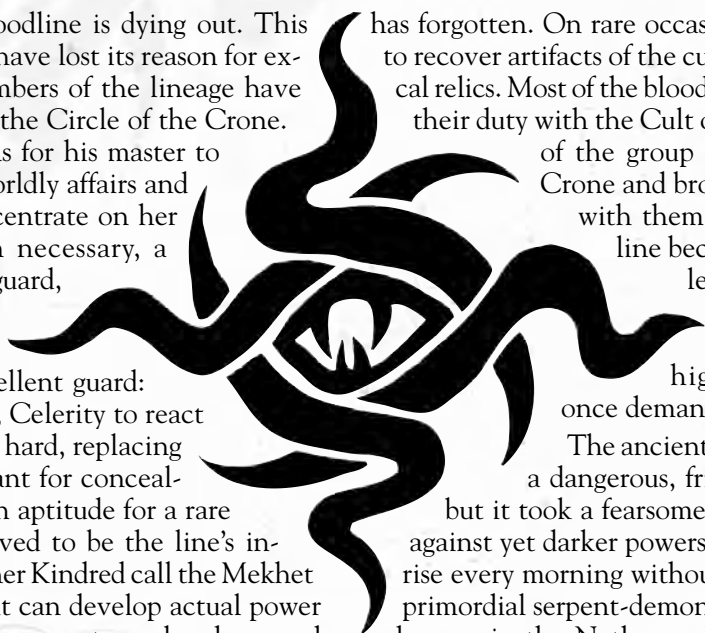 oodline is dying out. This
have lost its reason for ex-
mbers of the lineage have
the Circle of the Crone.
for his master to
orldly affairs and
centrate on her
necessary, a
guard,
ellent guard:
, Celerity to react
hard, replacing
ant for conceal-
aptitude for a rare
ved to be the line's in-
er Kindred call the Mekhet
can develop actual power
has forgotten. On rare occas
to recover artifacts of the cu
cal relics. Most of the blood
their duty with the Cult
of the group
Crone and bro
with them
line bec
le
hig
once deman
The ancient
a dangerous, fr
but it took a fearsome
against yet darker powers
rise every morning withou
primordial serpent-demon